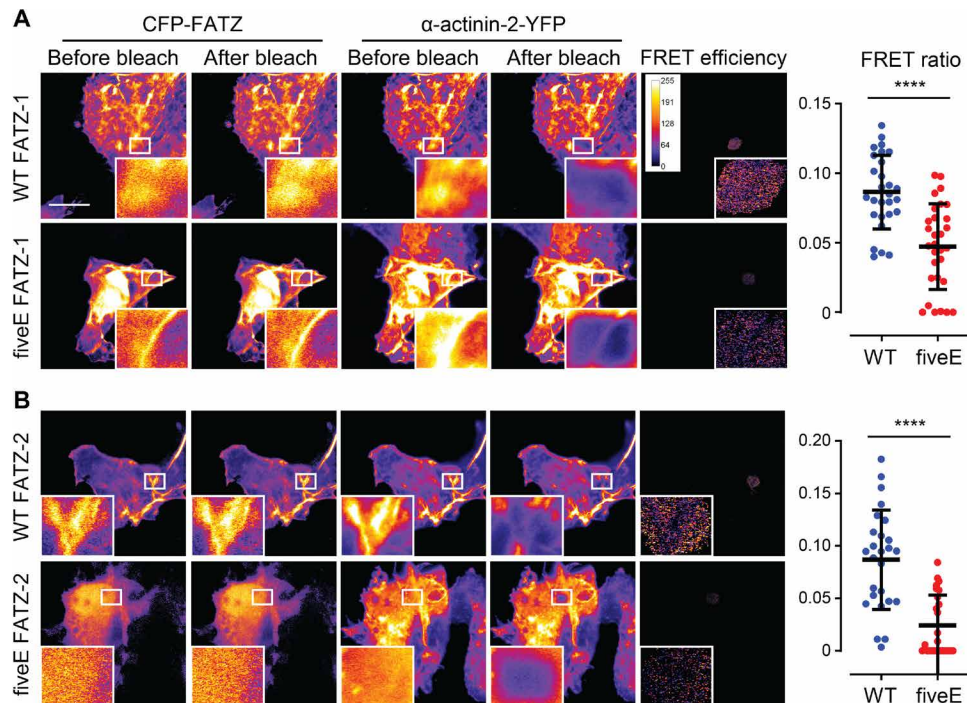 A
CFP-FATZ
α-actinin-2-YFP
Before bleach After bleach Before bleach After bleach FRET efficiency FRET ratio
WT FATZ-1
255
192
128
64
0
****
0.15
0.10
0.05
0
WT fiveE
fiveE FATZ-1
B
WT FATZ-2
****
0.20
0.15
0.10
0.05
0
WT fiveE
fiveE FATZ-2